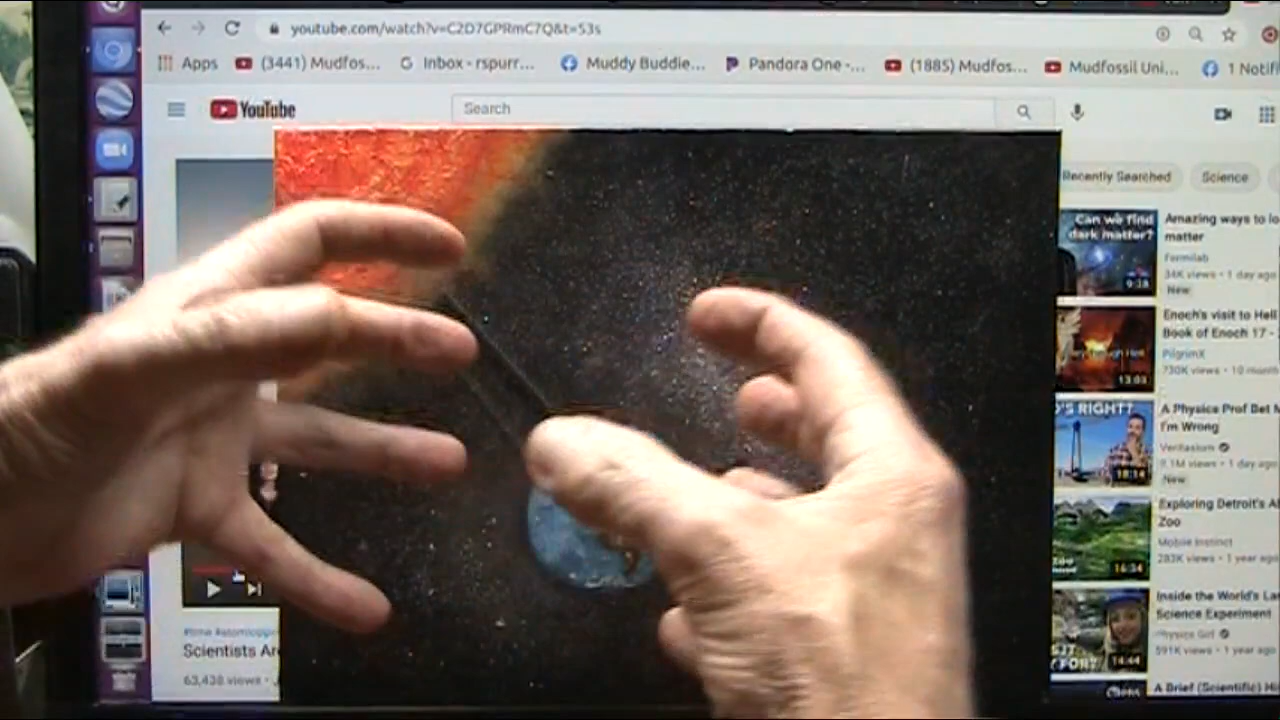 youtube.com/watch?v=C2D7GPRmC7Q&t=53s
Apps (3441) Mudfos... Inbox - rspurr... Muddy Buddie... Pandora One -... (1885) Mudfos... Mudfossil Uni... 1 Notifi
YouTube
Search
Recently Searched Science
Can we find
dark matter?
9:38
Amazing ways to lo
matter
Fermilab
34K views • 1 day ago
New
13:03
Enoch's visit to Hell
Book of Enoch 17 -
PilgrimX
730K views • 10 month
'S RIGHT?
18:14
A Physics Prof Bet M
I'm Wrong
Veritasium
9.1M views • 1 day ag
New
16:34
Exploring Detroit's A
Zoo
Mobile Instinct
283K views • 1 year ago
14:44
Inside the World's La
Science Experiment
Physics Girl
591K views • 1 year ago
A Brief (Scientific) Hi
Scientists Ar
63,438 views •